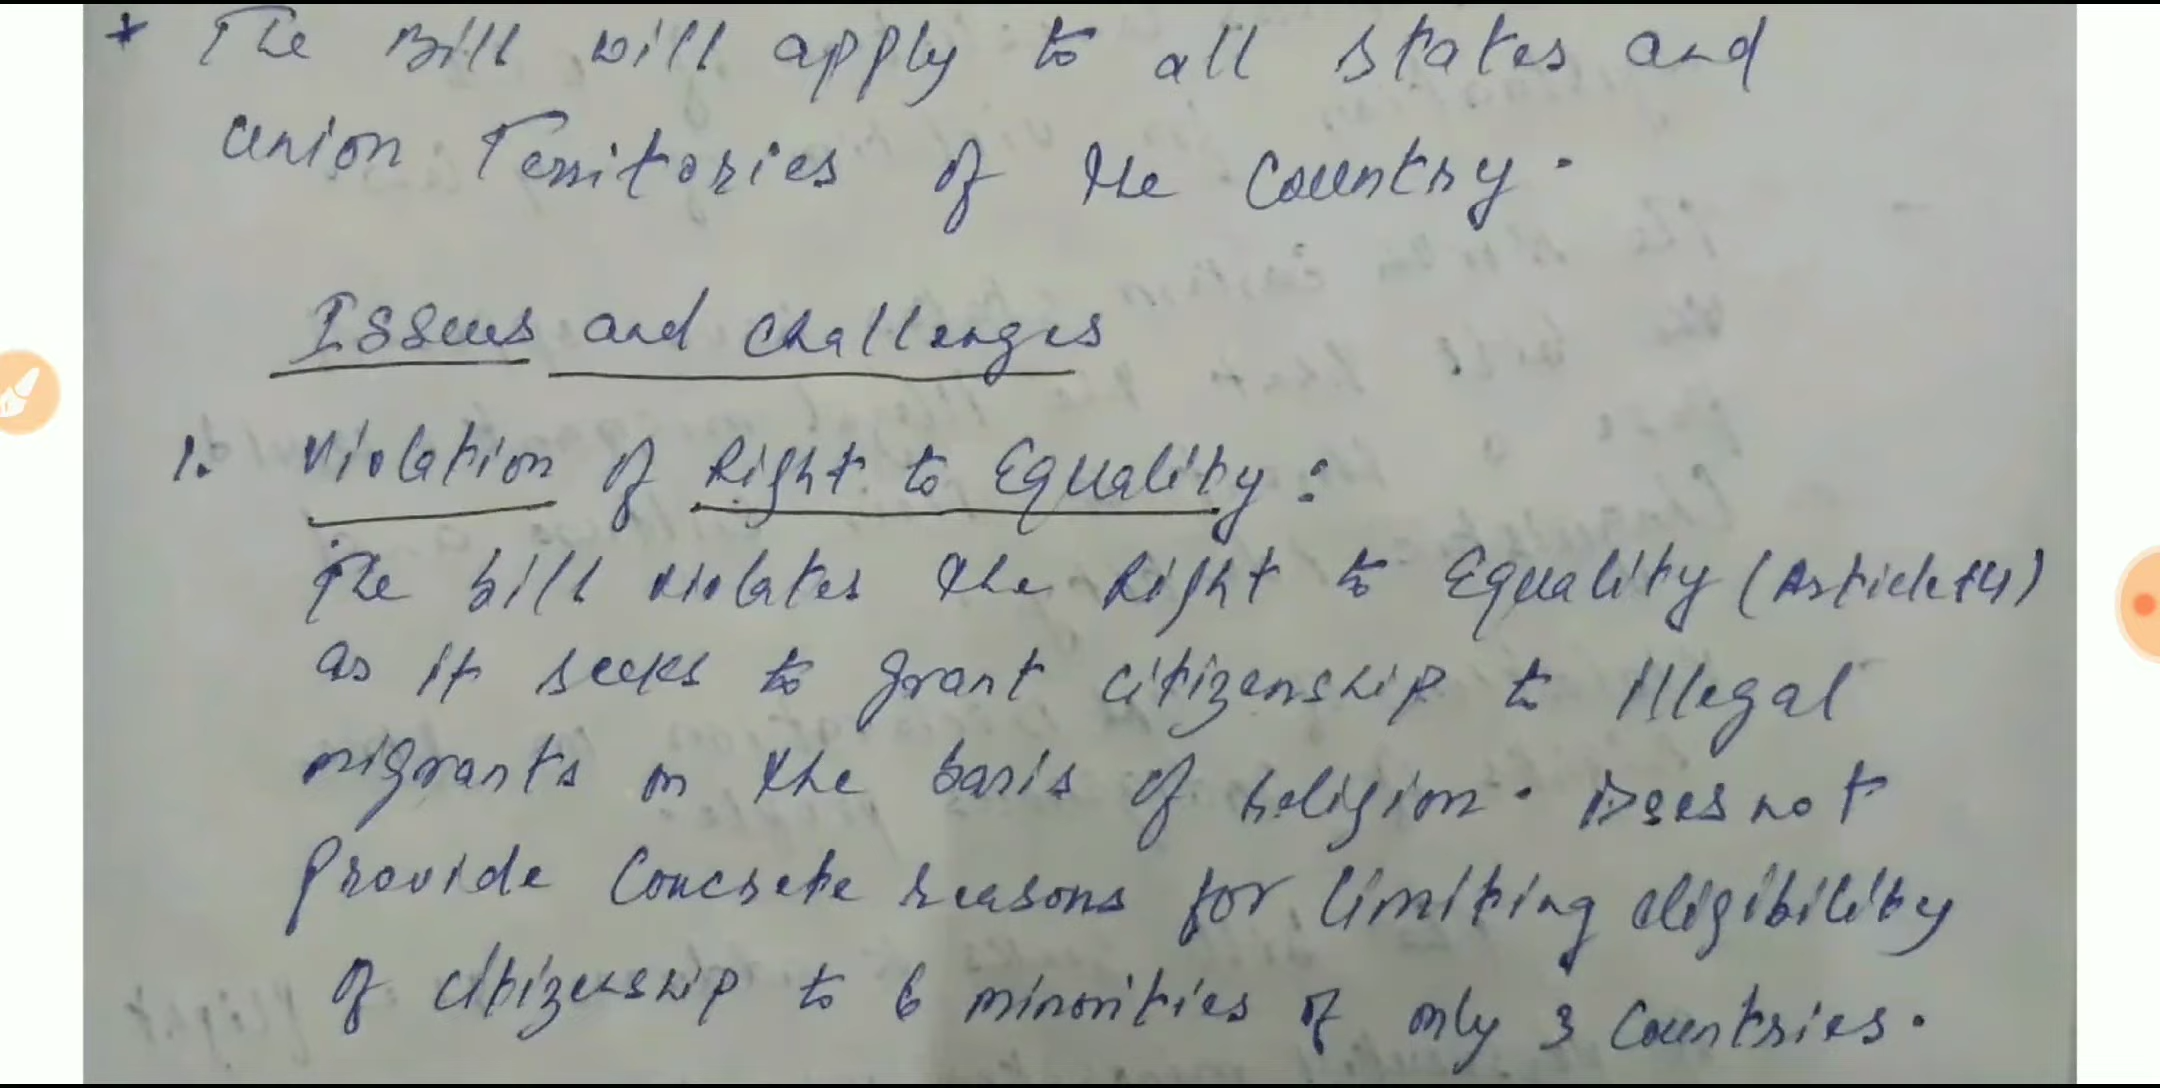 * The Bill will apply to all states and
union Territories of the Country.
Issues and challenges
1. Violation of Right to Equality:
The bill violates the Right to Equality (Article 14)
as it seeks to grant citizenship to illegal
migrants on the basis of religion. Does not
provide Concrete reasons for limiting eligibility
of citizenship to 6 minorities of only 3 Countries.